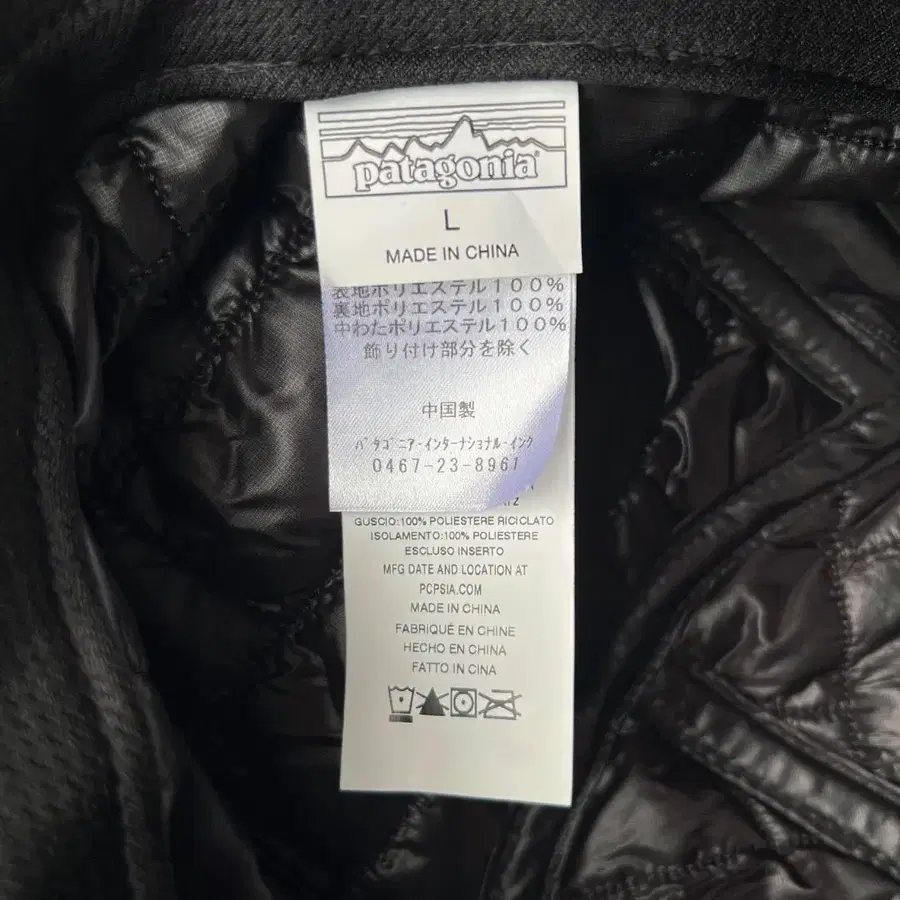 patagonia®
L
MADE IN CHINA
表地ポリエステル100%
裏地ポリエステル100%
中わたポリエステル100%
飾り付け部分を除く
中国製
パタゴニア・インターナショナル・インク
0467-23-8961
GUSCIO:100% POLIESTERE RICICLATO
ISOLAMENTO:100% POLIESTERE
ESCLUSO INSERTO
MFG DATE AND LOCATION AT
PCPSIA.COM
MADE IN CHINA
FABRIQUÉ EN CHINE
HECHO EN CHINA
FATTO IN CINA